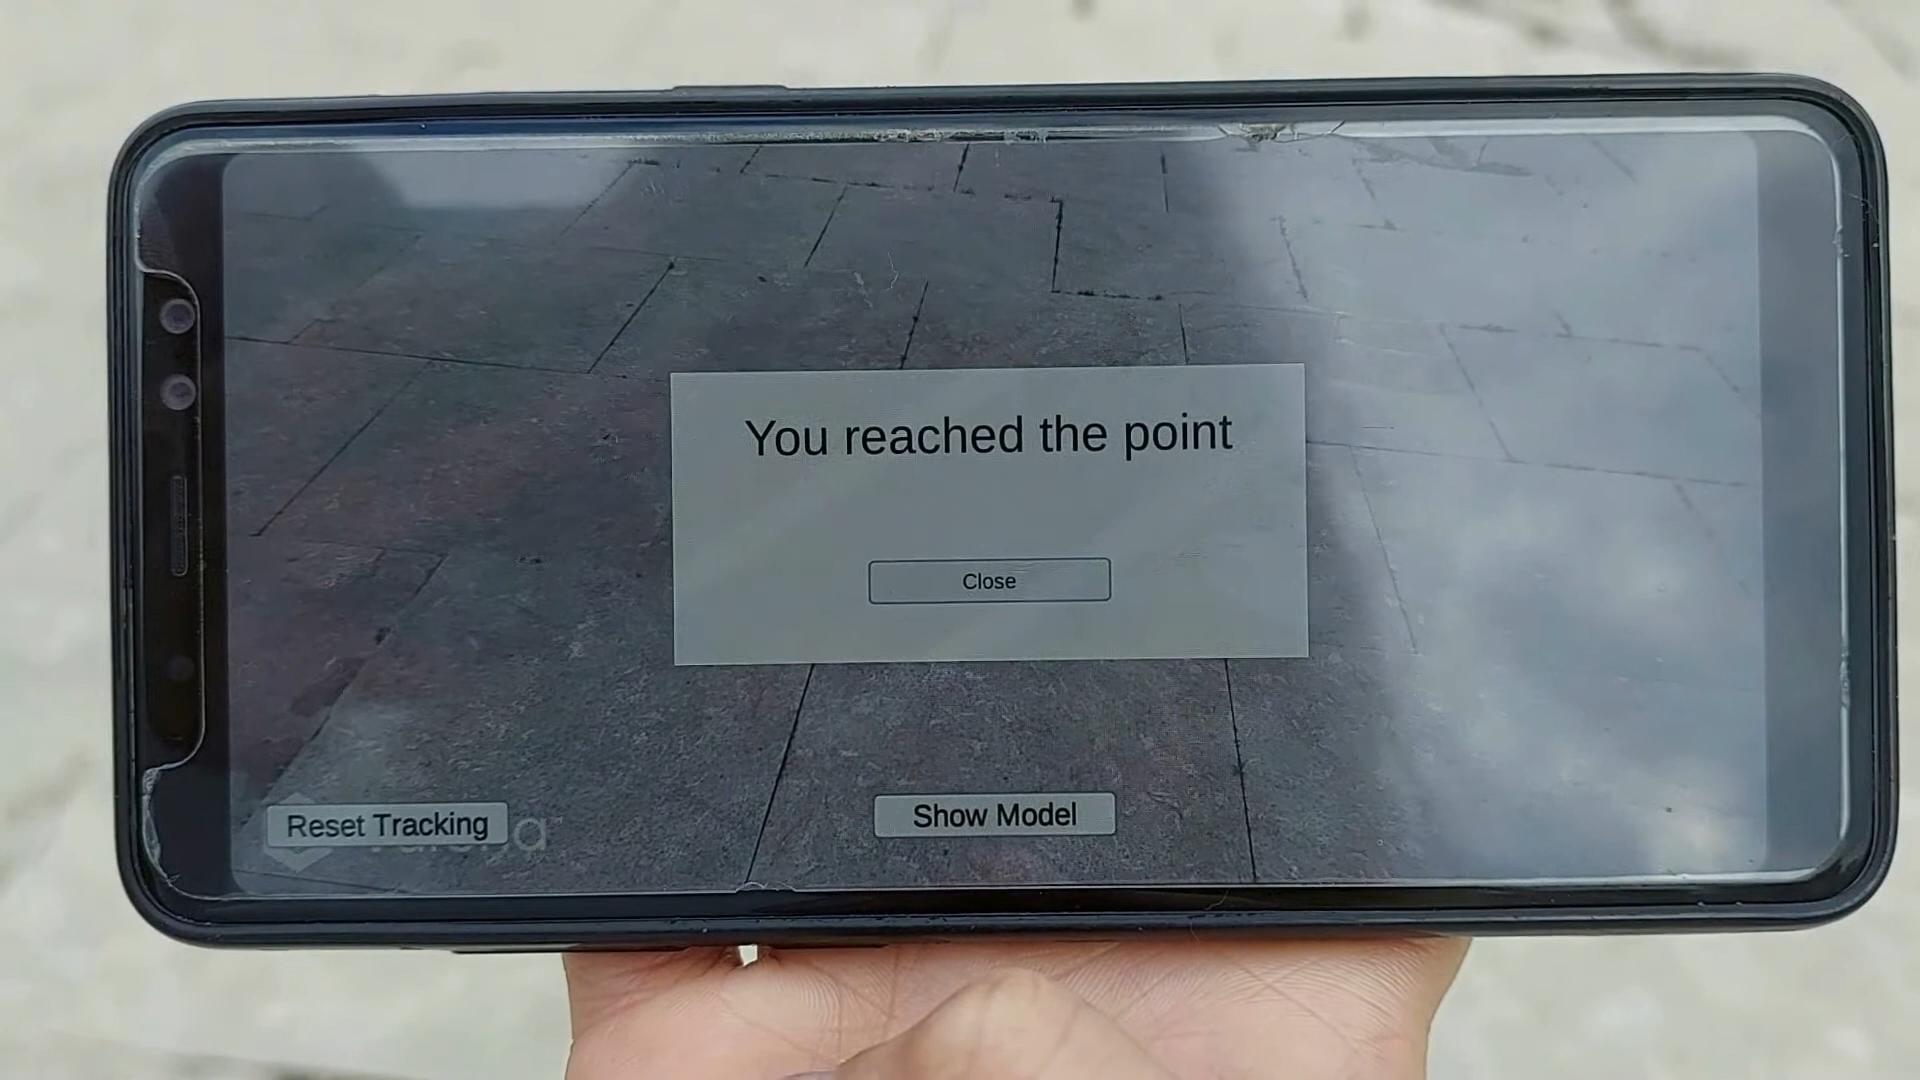 You reached the point
Close
Show Model
Reset Tracking